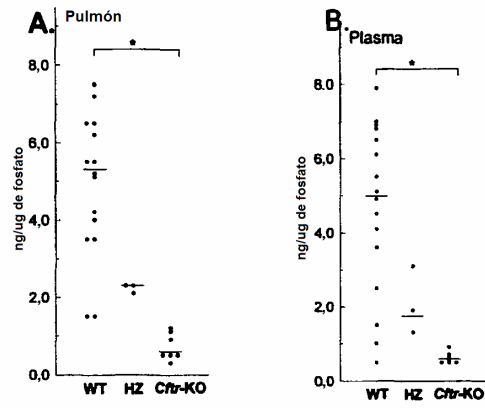 A. Pulmón
*
8,0
6,0
4,0
2,0
0,0
ng/ug de fosfato
WT HZ Cftr-KO
B. Plasma
*
8,0
6,0
4,0
2,0
0,0
ng/ug de fosfato
WT HZ Cftr-KO